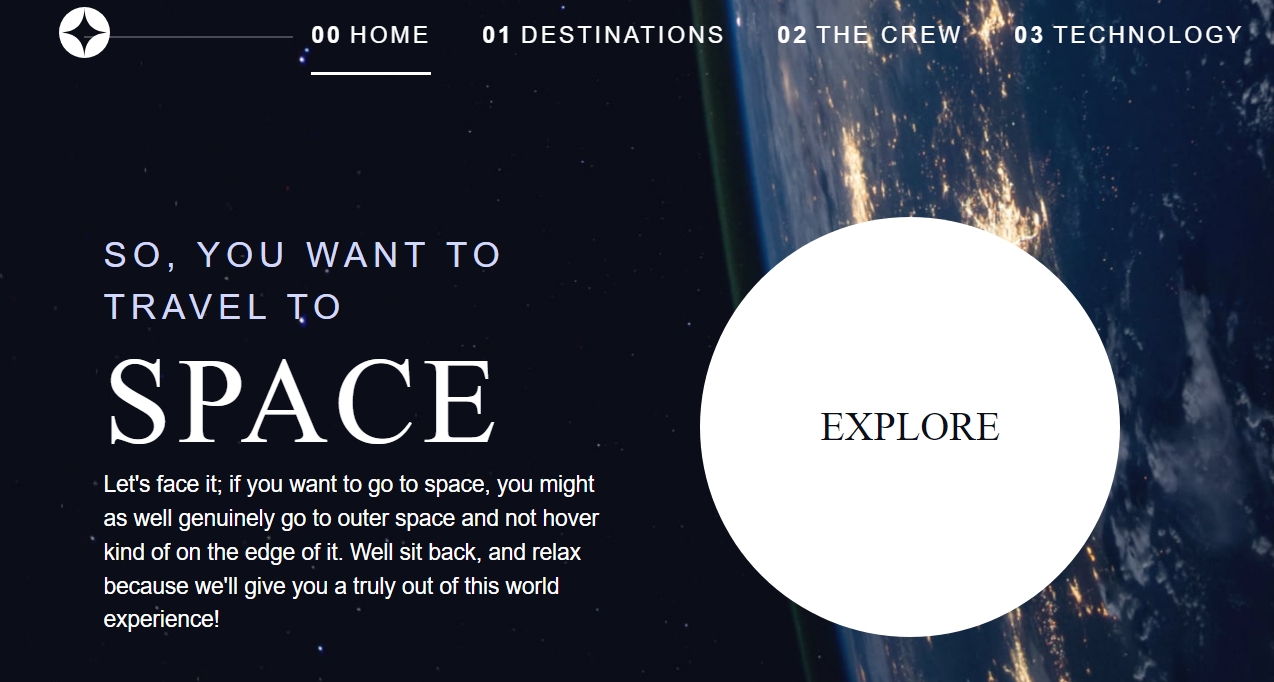 00 HOME 01 DESTINATIONS 02 THE CREW 03 TECHNOLOGY
SO, YOU WANT TO
TRAVEL TO
SPACE
Let's face it; if you want to go to space, you might
as well genuinely go to outer space and not hover
kind of on the edge of it. Well sit back, and relax
because we'll give you a truly out of this world
experience!
EXPLORE